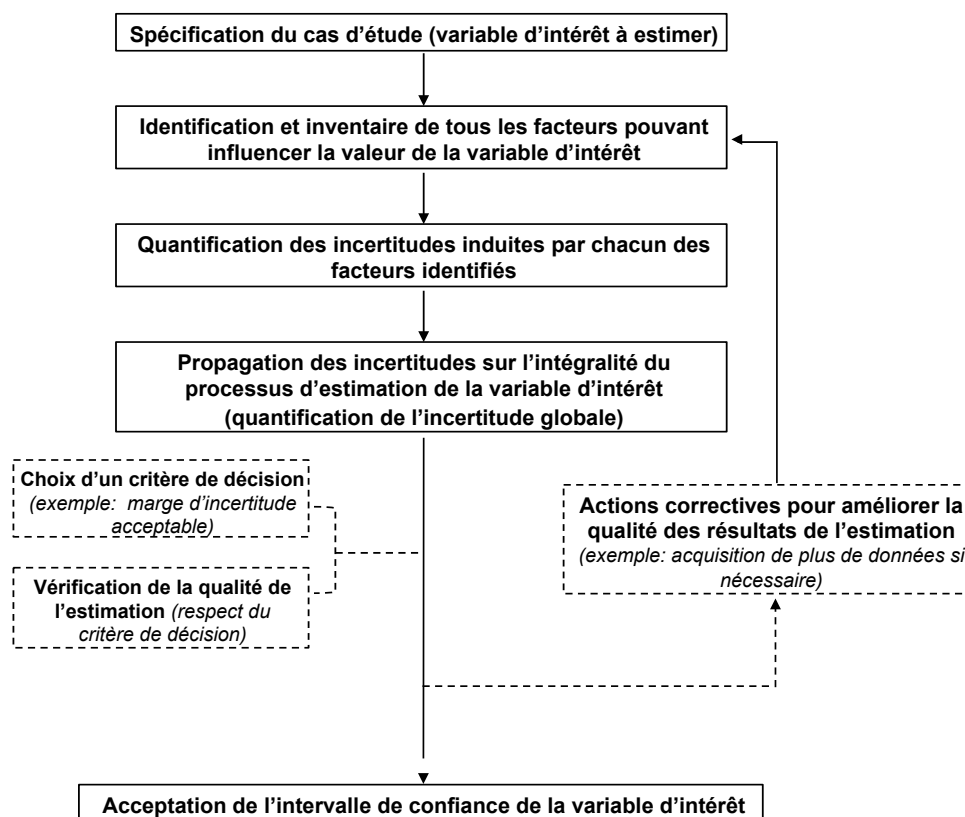 Spécification du cas d’étude (variable d’intérêt à estimer)
Identification et inventaire de tous les facteurs pouvant
influencer la valeur de la variable d’intérêt
Quantification des incertitudes induites par chacun des
facteurs identifiés
Propagation des incertitudes sur l’intégralité du
processus d’estimation de la variable d’intérêt
(quantification de l’incertitude globale)
Choix d’un critère de décision
(exemple: marge d’incertitude
acceptable)
Vérification de la qualité de
l’estimation (respect du
critère de décision)
Actions correctives pour améliorer la
qualité des résultats de l’estimation
(exemple: acquisition de plus de données si
nécessaire)
Acceptation de l’intervalle de confiance de la variable d’intérêt